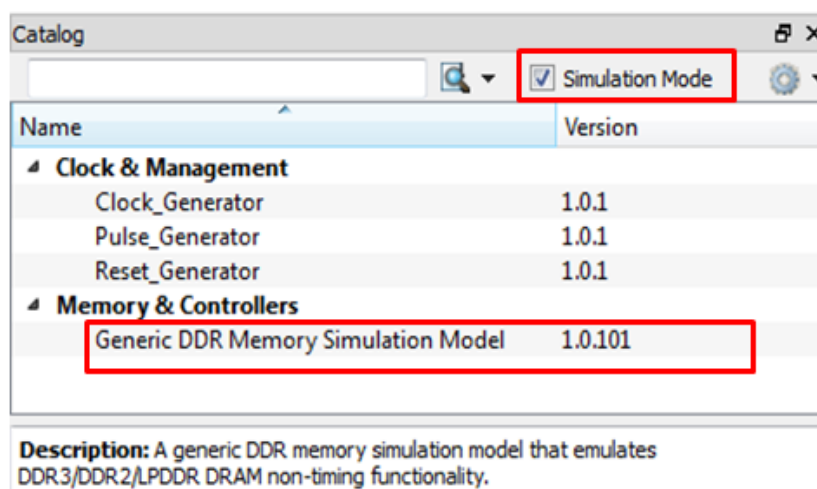 Catalog
Simulation Mode
Name Version
Clock & Management
Clock_Generator 1.0.1
Pulse_Generator 1.0.1
Reset_Generator 1.0.1
Memory & Controllers
Generic DDR Memory Simulation Model 1.0.101
Description: A generic DDR memory simulation model that emulates
DDR3/DDR2/LPDDR DRAM non-timing functionality.